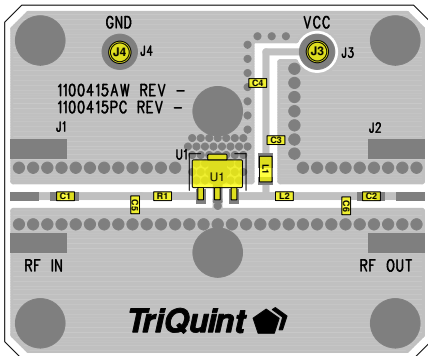 GND
VCC
J4
J4
J3
J3
C4
1100415AW REV -
1100415PC REV -
J1
J2
C3
U1
L1
U1
C1
R1
L2
C2
C5
C6
RF IN
RF OUT
TriQuint